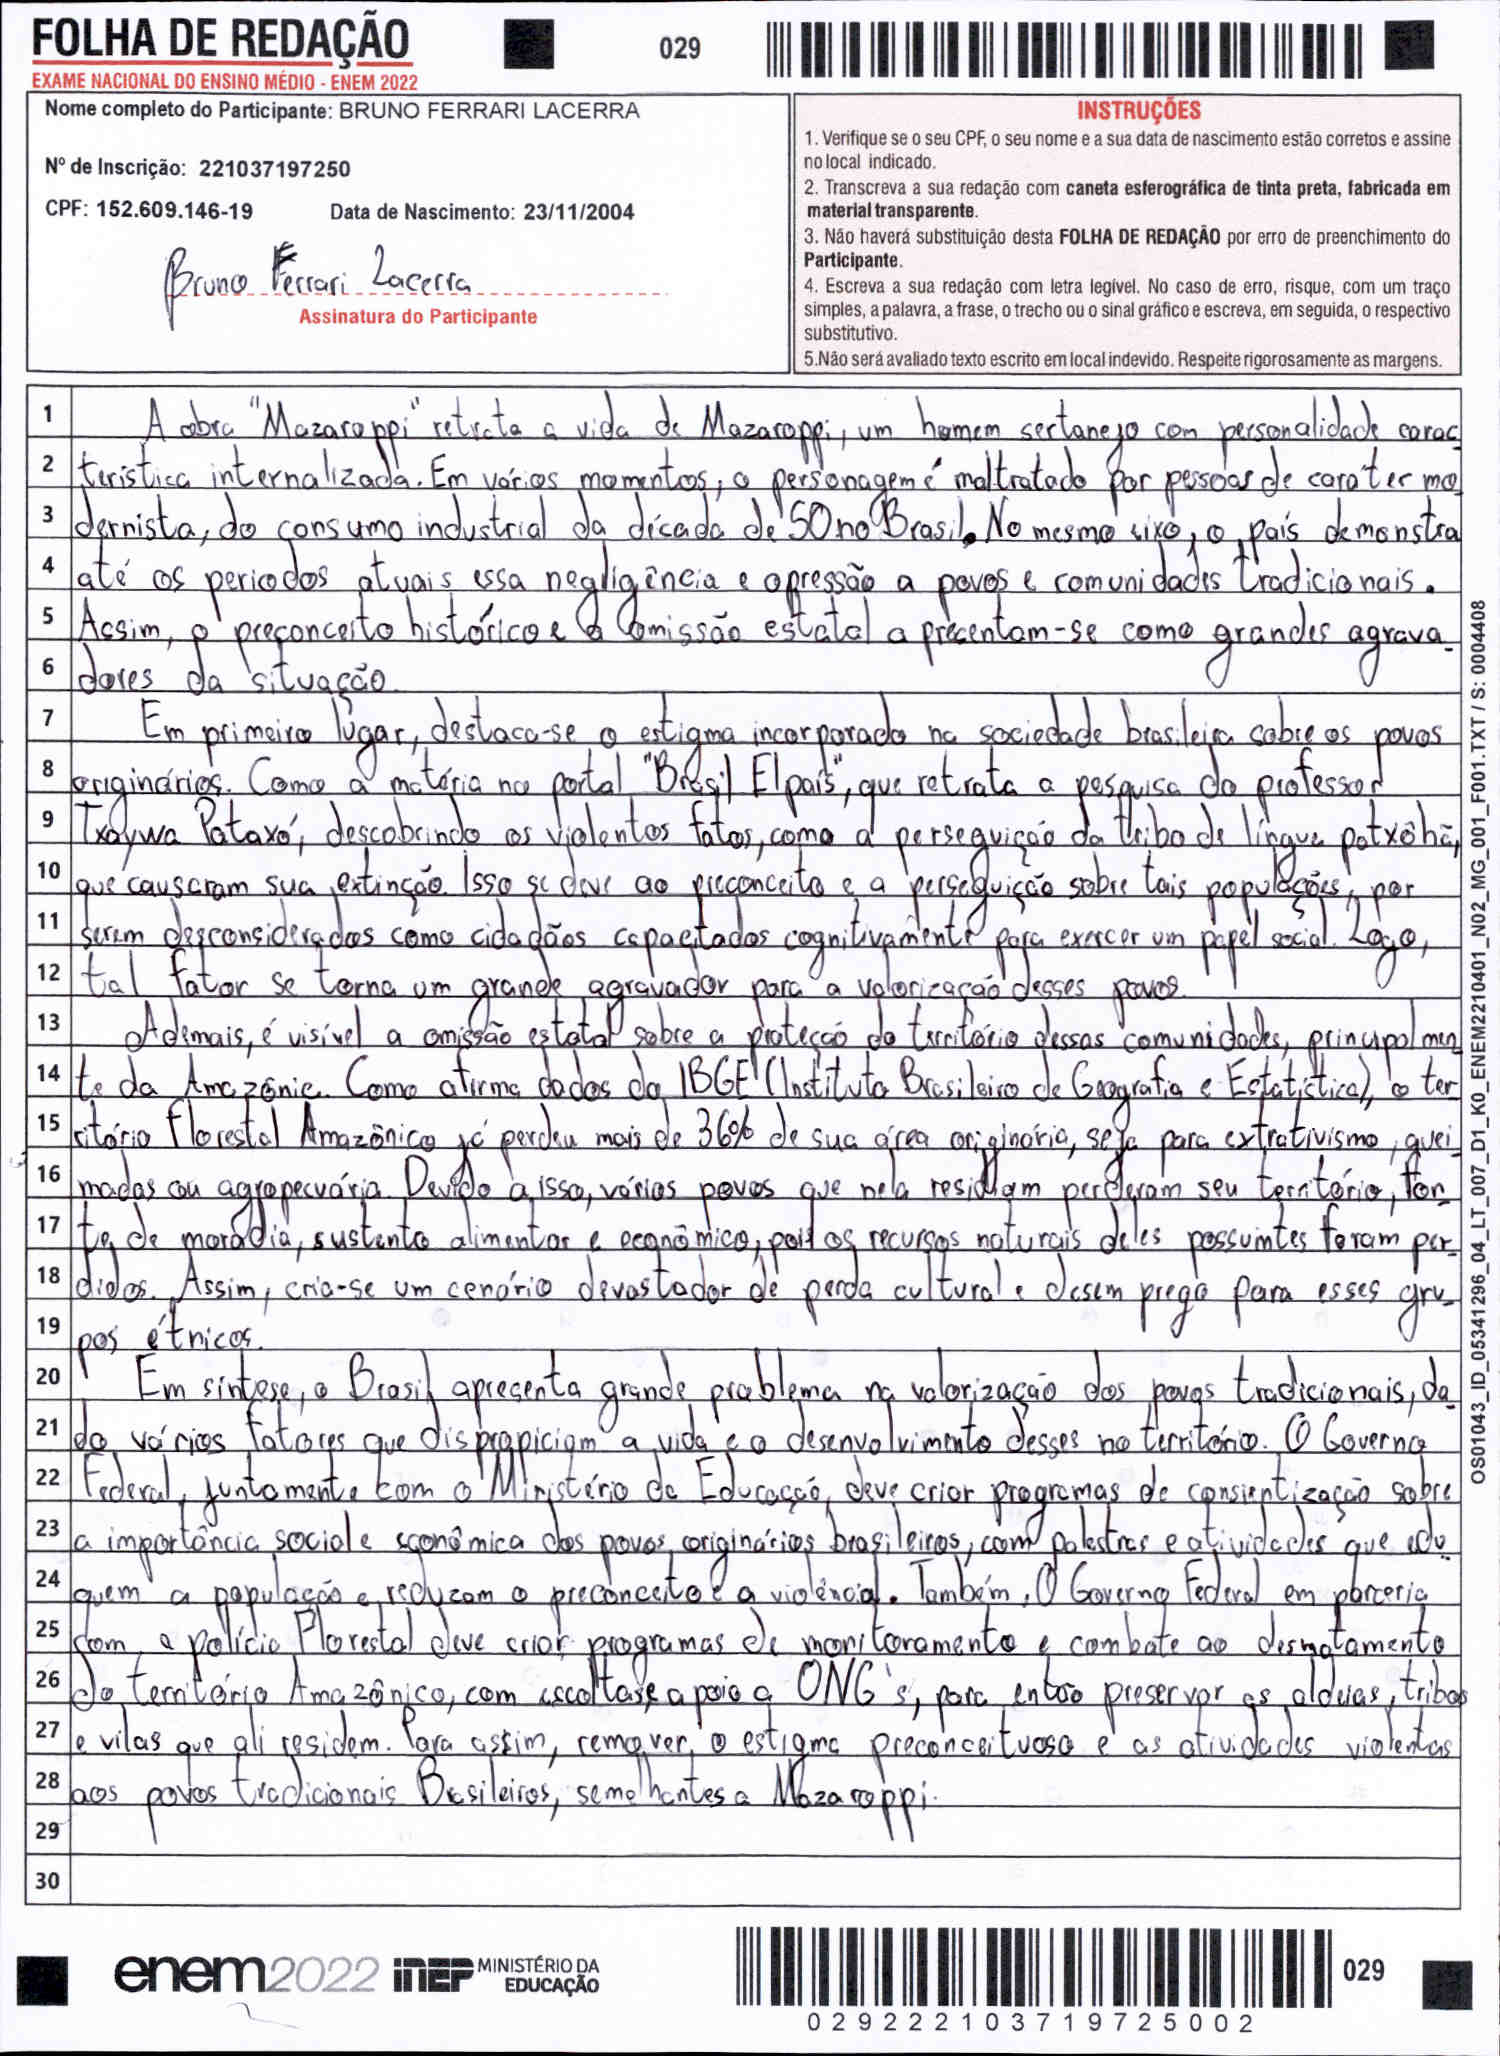 FOLHA DE REDAÇÃO
029
EXAME NACIONAL DO ENSINO MÉDIO - ENEM 2022
Nome completo do Participante: BRUNO FERRARI LACERRA
Nº de Inscrição: 221037197250
CPF: 152.609.146-19 Data de Nascimento: 23/11/2004
Bruno Ferrari Lacerra
Assinatura do Participante
INSTRUÇÕES
1. Verifique se o seu CPF, o seu nome e a sua data de nascimento estão corretos e assine
no local indicado.
2. Transcreva a sua redação com caneta esferográfica de tinta preta, fabricada em
material transparente.
3. Não haverá substituição desta FOLHA DE REDAÇÃO por erro de preenchimento do
Participante.
4. Escreva a sua redação com letra legível. No caso de erro, risque, com um traço
simples, a palavra, a frase, o trecho ou o sinal gráfico e escreva, em seguida, o respectivo
substitutivo.
5.Não será avaliado texto escrito em local indevido. Respeite rigorosamente as margens.
1 A obra "Mazaroppi" retrata a vida de Mazaroppi, um homem sertanejo com personalidade carac
2 terística internalizada. Em vários momentos, o personagem é maltratado por pessoas de caráter mo
3 dernista, do consumo industrial da década de 50 no Brasil. No mesmo eixo, o país demonstra
4 até os periodos atuais essa negligência e opressão a povos e comunidades tradicionais.
5 Assim, o preconceito histórico e a omissão estatal apresentam-se como grandes agrava
6 dores da situação.
7 Em primeiro lugar, destaca-se o estigma incorporado na sociedade brasileira sobre os povos
8 originários. Como a matéria no portal "Brasil El país", que retrata a pesquisa do professor
9 Txaywa Pataxó, descobrindo os violentos fatos, como a perseguição da tribo de língua patxôhã,
10 que causaram sua extinção. Isso se deve ao preconceito e a perseguição sobre tais populações, por
11 serem desconsiderados como cidadãos capacitados cognitivamente para exercer um papel social. Logo,
12 tal fator se torna um grande agravador para a valorização desses povos.
13 Ademais, é visível a omissão estatal sobre a proteção do território dessas comunidades, principalmen
14 te da Amazônia. Como afirma dados do IBGE (Instituto Brasileiro de Geografia e Estatística), o ter
15 ritório florestal Amazônico já perdeu mais de 36% de sua área originária, seja para extrativismo, quei
16 madas ou agropecuária. Devido a isso, vários povos que nela residiam perderam seu território, fon-
17 te de moradia, sustento alimentar e econômico, pois os recursos naturais deles possuintes foram per-
18 didos. Assim, cria-se um cenário devastador de perda cultural e desemprego para esses gru-
19 pos étnicos.
20 Em síntese, o Brasil apresenta grande problema na valorização dos povos tradicionais, da-
21 do vários fatores que dispropiciam a vida e o desenvolvimento desses no território. O Governo
22 Federal, juntamente com o Ministério da Educação, deve criar programas de consientização sobre
23 a importância social e econômica dos povos originários brasileiros, com palestras e atividades que edu
24 quem a população e reduzam o preconceito e a violência. Também, O Governo Federal em parceria
25 com a polícia Florestal deve criar programas de monitoramento e combate ao desmatamento
26 do território Amazônico, com escoltas e apoio a ONG's, para então preservar as aldeias, tribos
27 e vilas que ali residem. Para assim, remover o estigma preconceituoso e as atividades violentas
28 aos povos tradicionais Brasileiros, semelhantes a Mazaroppi.
29
30
OS01043_ID_05341296_04_LT_007_D1_K0_ENEM2210401_N02_MG_001_F001.TXT / S: 0004408
enem2022 inep MINISTÉRIO DA
EDUCAÇÃO
029
029222103719725002